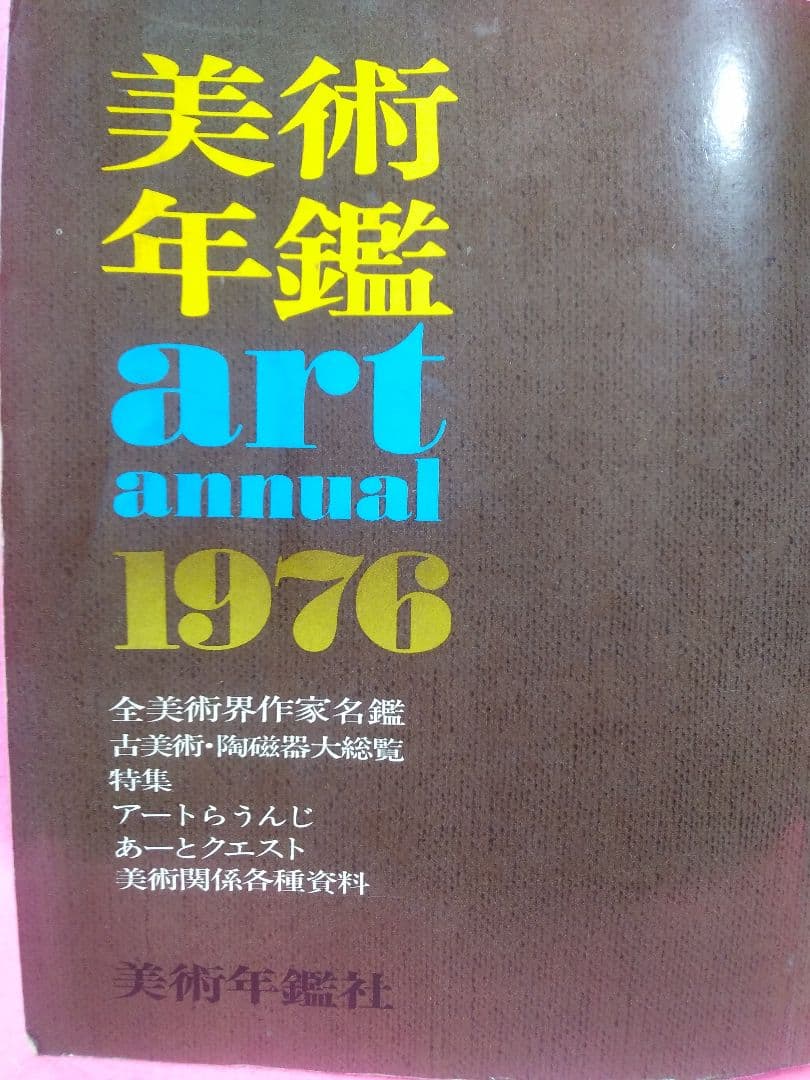 美術
年鑑
art
annual
1976
全美術界作家名鑑
古美術・陶磁器大総覧
特集
アートらうんじ
あーとクエスト
美術関係各種資料
美術年鑑社